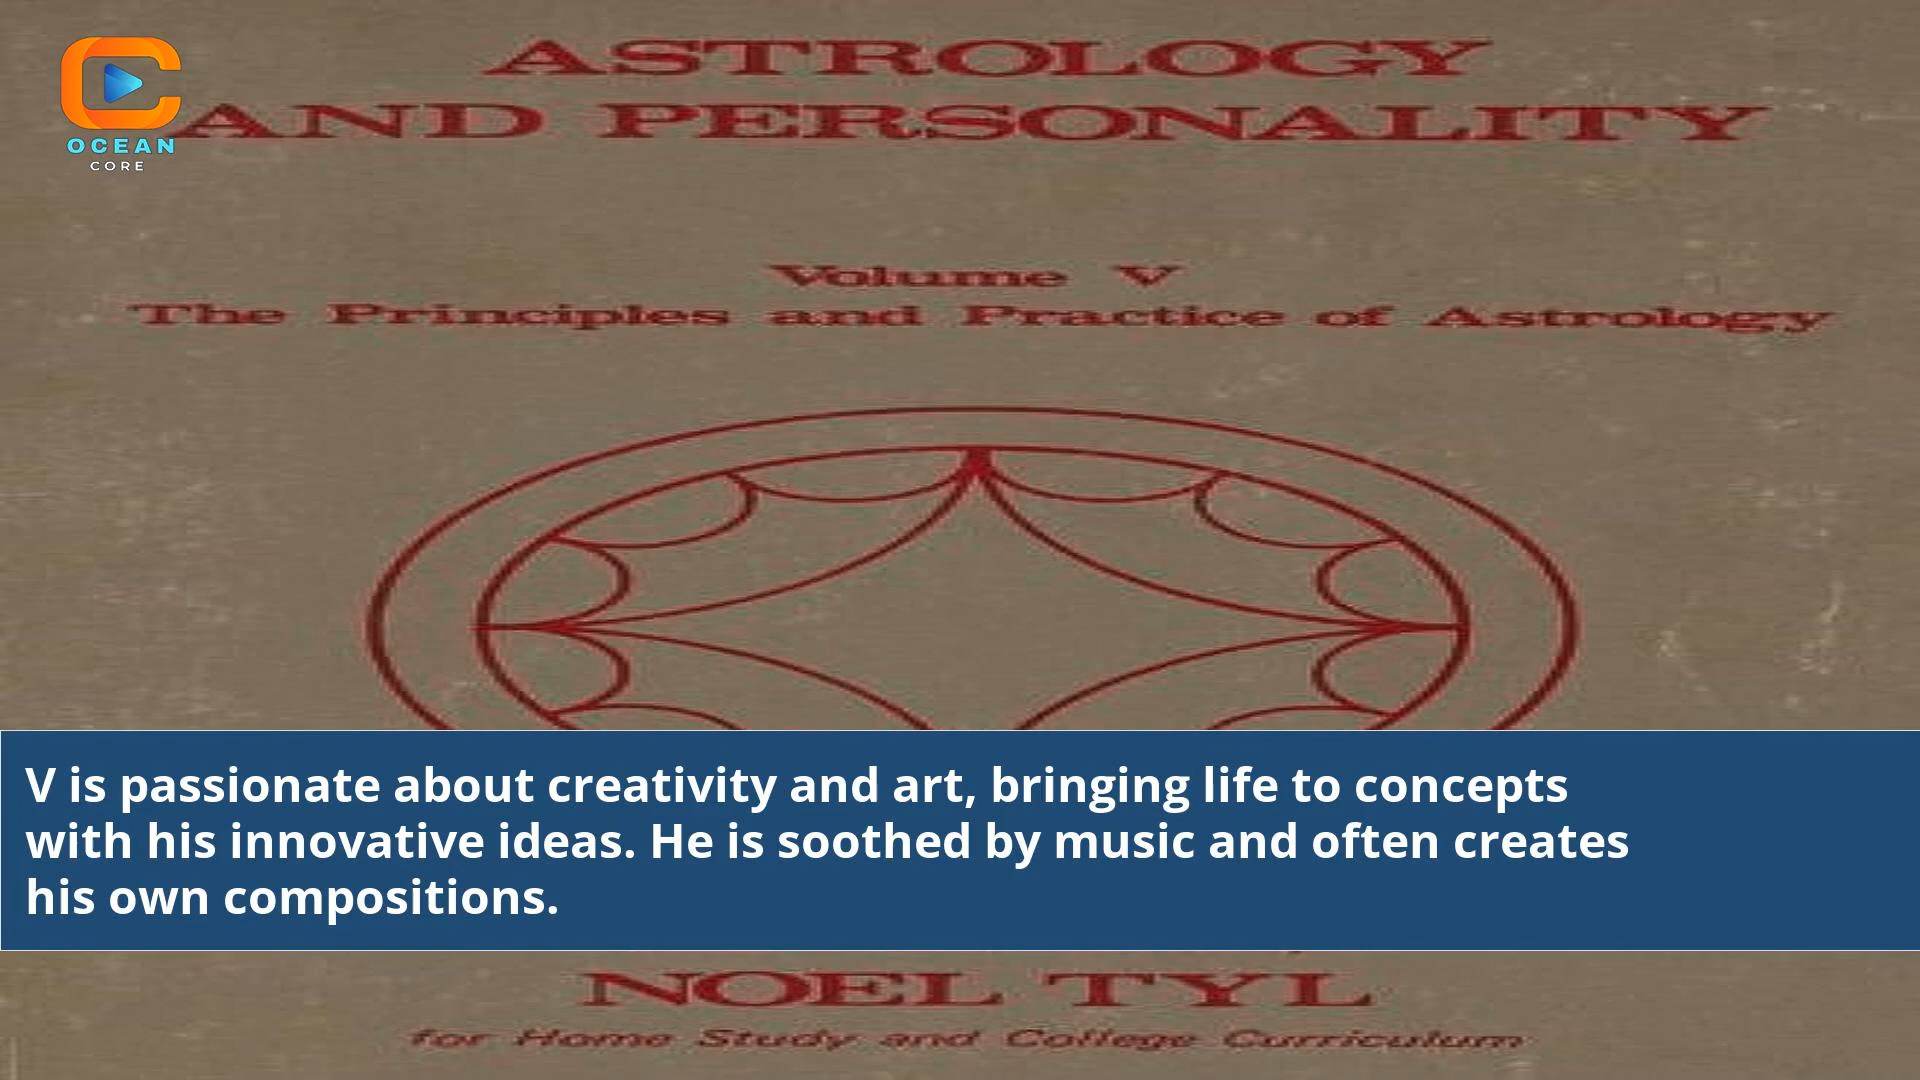 ASTROLOGY
AND PERSONALITY
OCEAN
CORE
Volume V
The Principles and Practice of Astrology
V is passionate about creativity and art, bringing life to concepts
with his innovative ideas. He is soothed by music and often creates
his own compositions.
NOEL TYL
for Home Study and College Curriculum